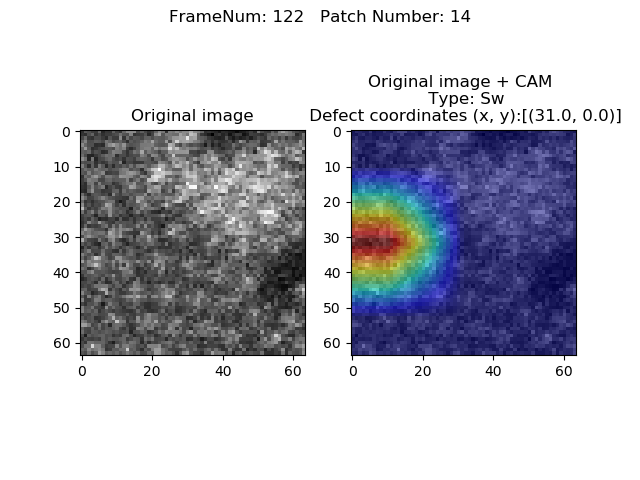 FrameNum: 122   Patch Number: 14
Original image
0
10
20
30
40
50
60
0 20 40 60
Original image + CAM
Type: Sw
Defect coordinates (x, y):[(31.0, 0.0)]
0
10
20
30
40
50
60
0 20 40 60